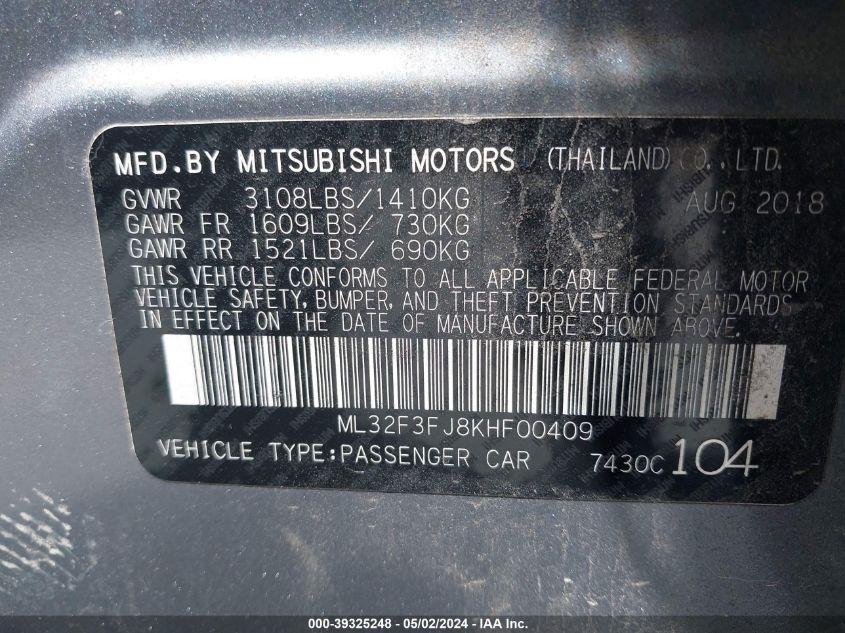 MFD.BY MITSUBISHI MOTORS (THAILAND) CO.,LTD.
GVWR 3108LBS/1410KG AUG 2018
GAWR FR 1609LBS/ 730KG
GAWR RR 1521LBS/ 690KG
THIS VEHICLE CONFORMS TO ALL APPLICABLE FEDERAL MOTOR
VEHICLE SAFETY, BUMPER, AND THEFT PREVENTION STANDARDS
IN EFFECT ON THE DATE OF MANUFACTURE SHOWN ABOVE.
ML32F3FJ8KHF00409
VEHICLE TYPE:PASSENGER CAR 7430C 104
000-39325248 - 05/02/2024 - IAA Inc.